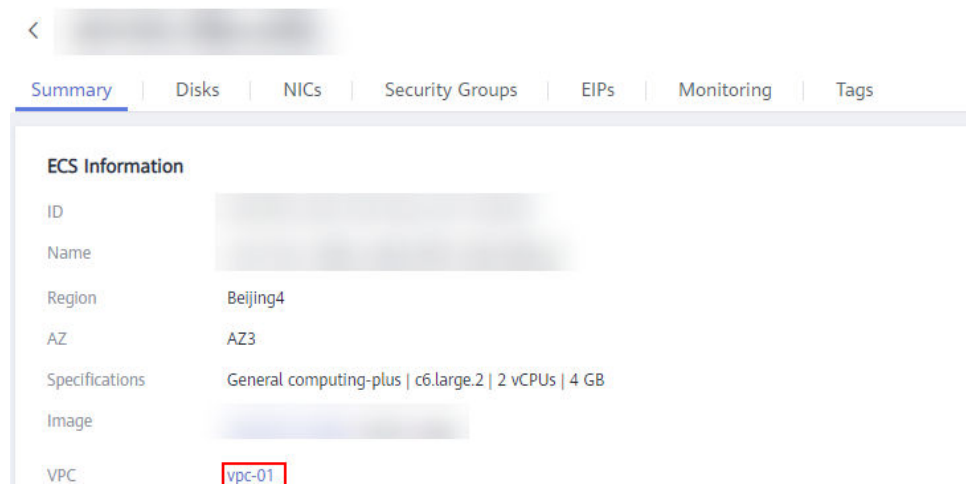 Summary Disks NICs Security Groups EIPs Monitoring Tags
ECS Information
ID
Name
Region Beijing4
AZ AZ3
Specifications General computing-plus | c6.large.2 | 2 vCPUs | 4 GB
Image
VPC vpc-01